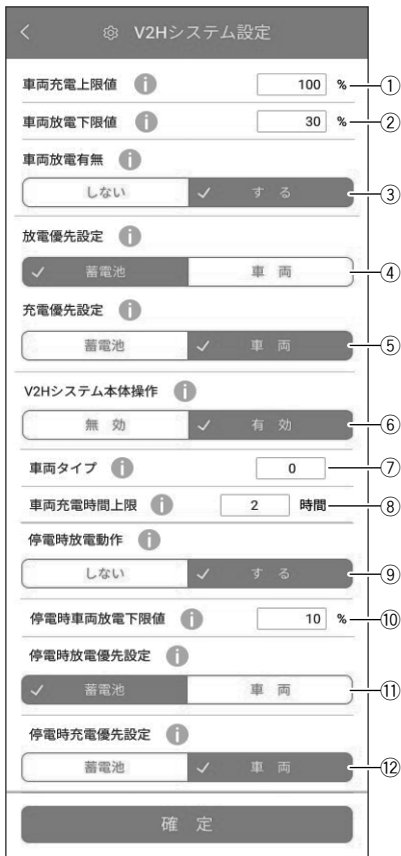 V2Hシステム設定
車両充電上限値 i 100 % ①
車両放電下限値 i 30 % ②
車両放電有無 i
しない ✓ する ③
放電優先設定 i
✓ 蓄電池 車両 ④
充電優先設定 i
蓄電池 ✓ 車両 ⑤
V2Hシステム本体操作 i
無効 ✓ 有効 ⑥
車両タイプ i 0 ⑦
車両充電時間上限 i 2 時間 ⑧
停電時放電動作 i
しない ✓ する ⑨
停電時車両放電下限値 i 10 % ⑩
停電時放電優先設定 i
✓ 蓄電池 車両 ⑪
停電時充電優先設定 i
蓄電池 ✓ 車両 ⑫
確定